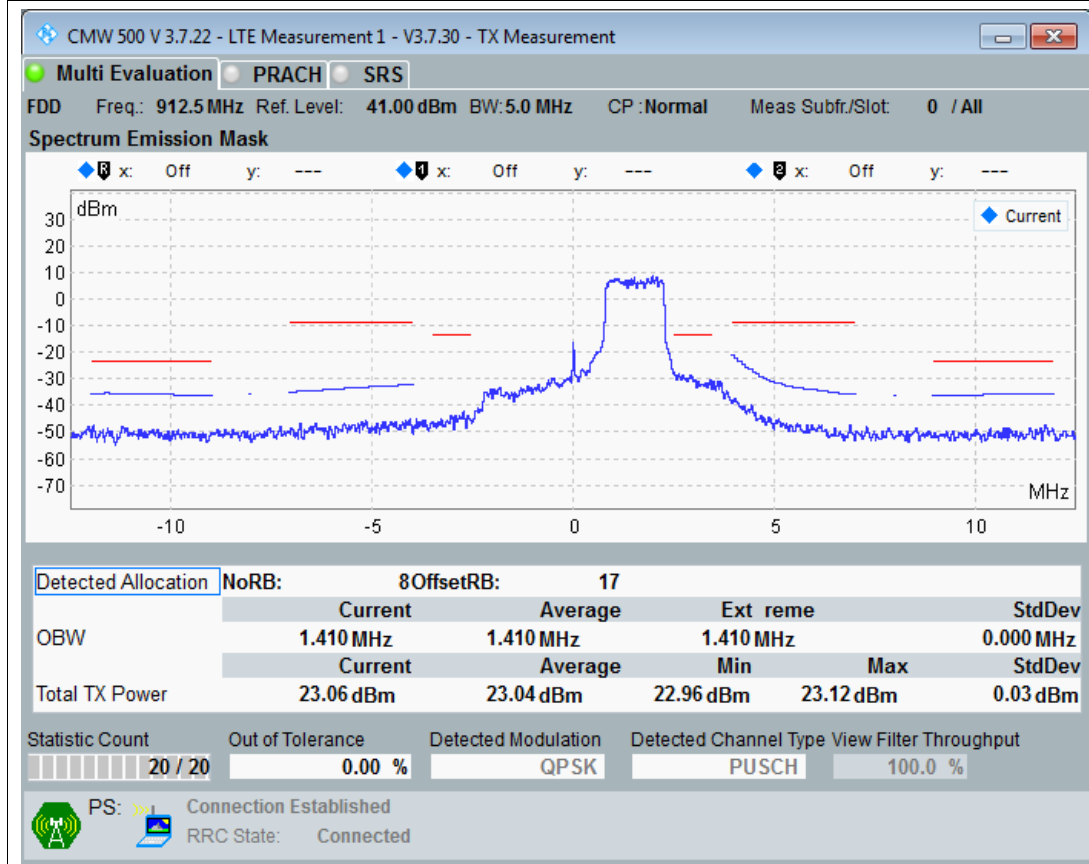 CMW 500 V 3.7.22 - LTE Measurement 1 - V3.7.30 - TX Measurement
Multi Evaluation PRACH SRS
FDD Freq.: 912.5 MHz Ref. Level: 41.00 dBm BW: 5.0 MHz CP : Normal Meas Subfr./Slot: 0 / All
Spectrum Emission Mask
R x: Off y: --- 1 x: Off y: --- 2 x: Off y: ---
dBm
Current
30
20
10
0
-10
-20
-30
-40
-50
-60
-70
MHz
-10 -5 0 5 10
Detected Allocation NoRB: 8 OffsetRB: 17
Current Average Ext reme StdDev
OBW 1.410 MHz 1.410 MHz 1.410 MHz 0.000 MHz
Current Average Min Max StdDev
Total TX Power 23.06 dBm 23.04 dBm 22.96 dBm 23.12 dBm 0.03 dBm
Statistic Count Out of Tolerance Detected Modulation Detected Channel Type View Filter Throughput
20 / 20 0.00 % QPSK PUSCH 100.0 %
PS: Connection Established
RRC State: Connected